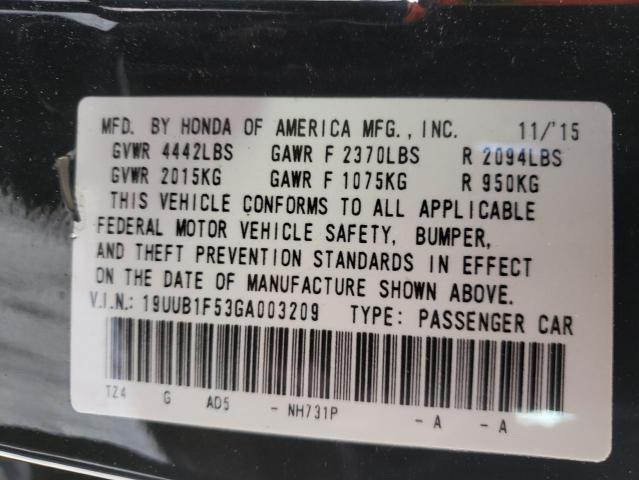 MFD. BY HONDA OF AMERICA MFG., INC. 11/'15
GVWR 4442LBS GAWR F 2370LBS R 2094LBS
GVWR 2015KG GAWR F 1075KG R 950KG
THIS VEHICLE CONFORMS TO ALL APPLICABLE
FEDERAL MOTOR VEHICLE SAFETY, BUMPER,
AND THEFT PREVENTION STANDARDS IN EFFECT
ON THE DATE OF MANUFACTURE SHOWN ABOVE.
V.I.N.: 19UUB1F53GA003209 TYPE: PASSENGER CAR
TZ4 G AD5 - NH731P - A - A